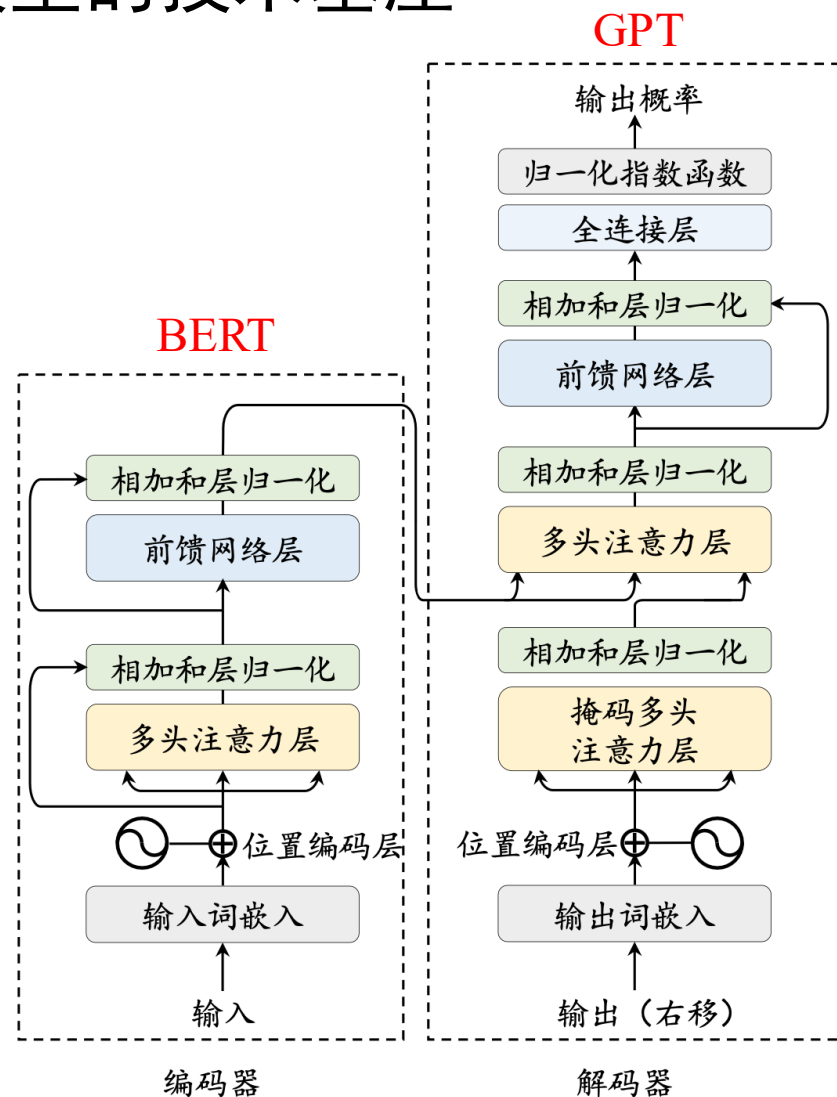 型的技术基
GPT
输出概率
归一化指数函数
全连接层
相加和层归一化
前馈网络层
相加和层归一化
多头注意力层
相加和层归一化
掩码多头
注意力层
位置编码层
输出词嵌入
输出（右移）
解码器
BERT
相加和层归一化
前馈网络层
相加和层归一化
多头注意力层
位置编码层
输入词嵌入
输入
编码器